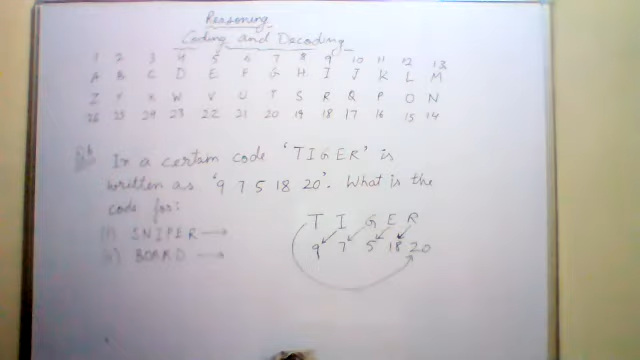 Reasoning
Coding and Decoding
1 2 3 4 5 6 7 8 9 10 11 12 13
A B C D E F G H I J K L M
Z Y X W V U T S R Q P O N
26 25 24 23 22 21 20 19 18 17 16 15 14
In a certain code 'TIGER' is
written as '9 7 5 18 20'. What is the
code for:
(i) SNIPER →
(ii) BOARD →
T I G E R
9 7 5 18 20